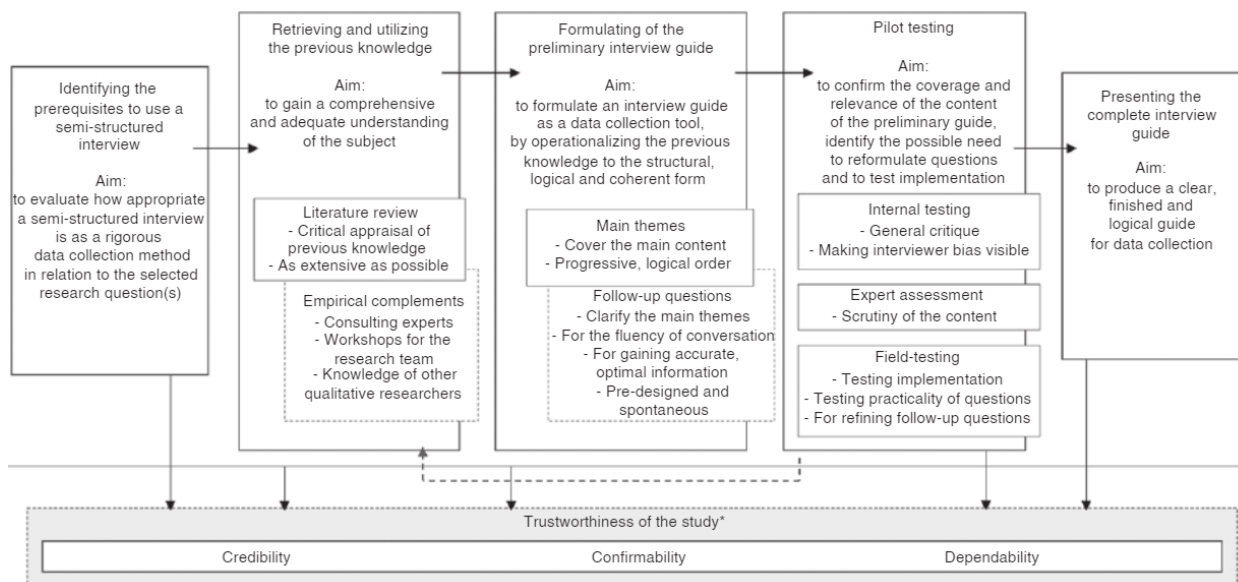 Identifying the
prerequisites to use a
semi-structured
interview
Aim:
to evaluate how appropriate
a semi-structured interview
is as a rigorous
data collection method
in relation to the selected
research question(s)
Retrieving and utilizing
the previous knowledge
Aim:
to gain a comprehensive
and adequate understanding
of the subject
Literature review
- Critical appraisal of
previous knowledge
- As extensive as possible
Empirical complements
- Consulting experts
- Workshops for the
research team
- Knowledge of other
qualitative researchers
Formulating of the
preliminary interview guide
Aim:
to formulate an interview guide
as a data collection tool,
by operationalizing the previous
knowledge to the structural,
logical and coherent form
Main themes
- Cover the main content
- Progressive, logical order
Follow-up questions
- Clarify the main themes
- For the fluency of conversation
- For gaining accurate,
optimal information
- Pre-designed and
spontaneous
Pilot testing
Aim:
to confirm the coverage and
relevance of the content
of the preliminary guide,
identify the possible need
to reformulate questions
and to test implementation
Internal testing
- General critique
- Making interviewer bias visible
Expert assessment
- Scrutiny of the content
Field-testing
- Testing implementation
- Testing practicality of questions
- For refining follow-up questions
Presenting the
complete interview
guide
Aim:
to produce a clear,
finished and
logical guide
for data collection
Trustworthiness of the study*
Credibility
Confirmability
Dependability